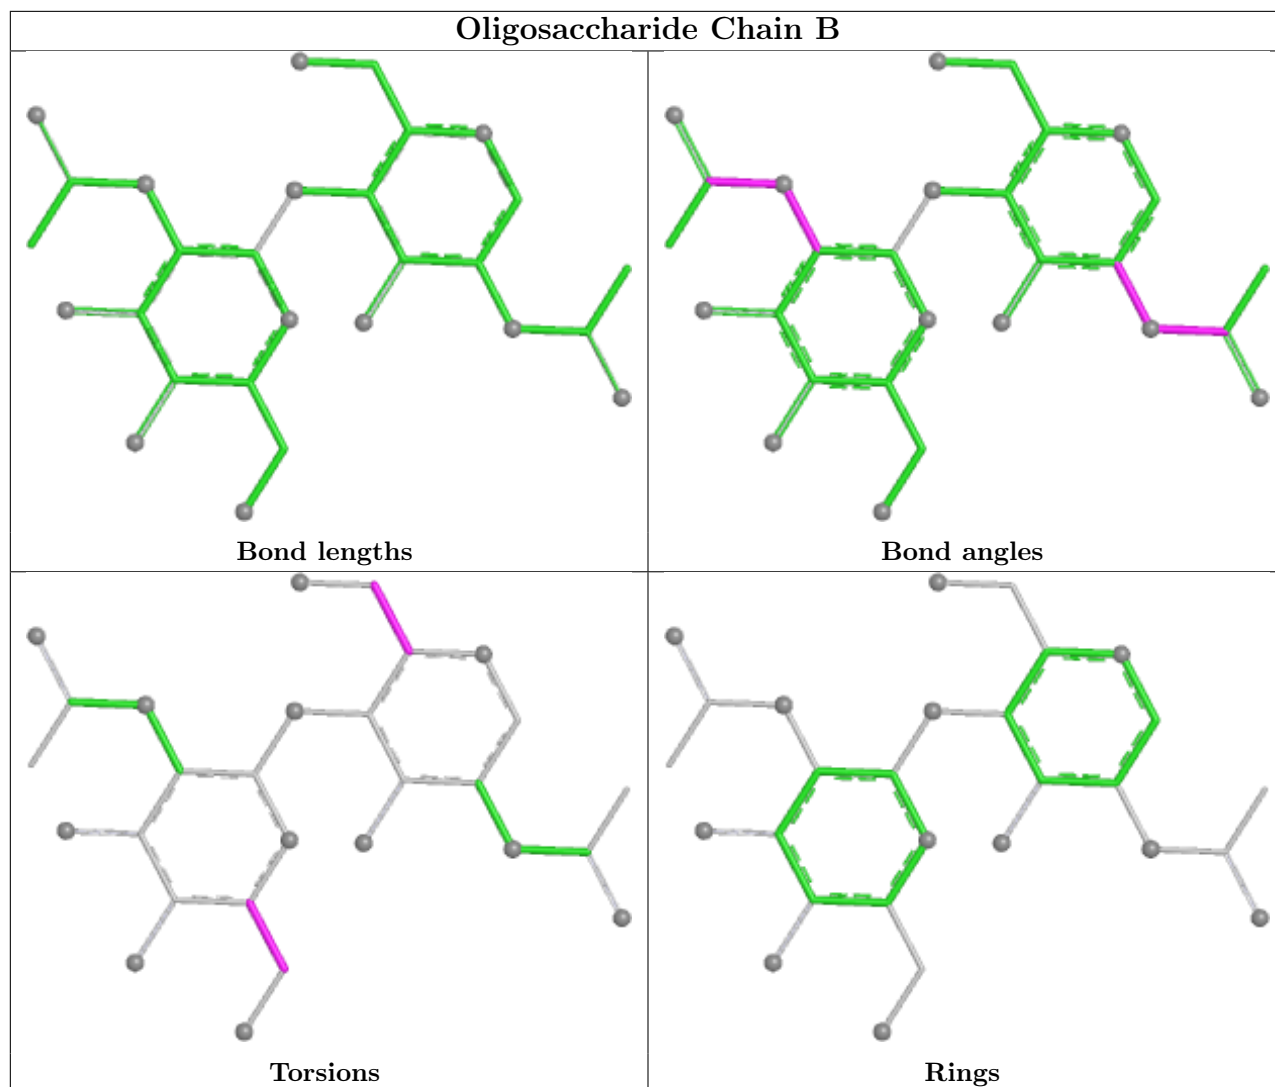 Oligosaccharide Chain B
Bond lengths
Bond angles
Torsions
Rings